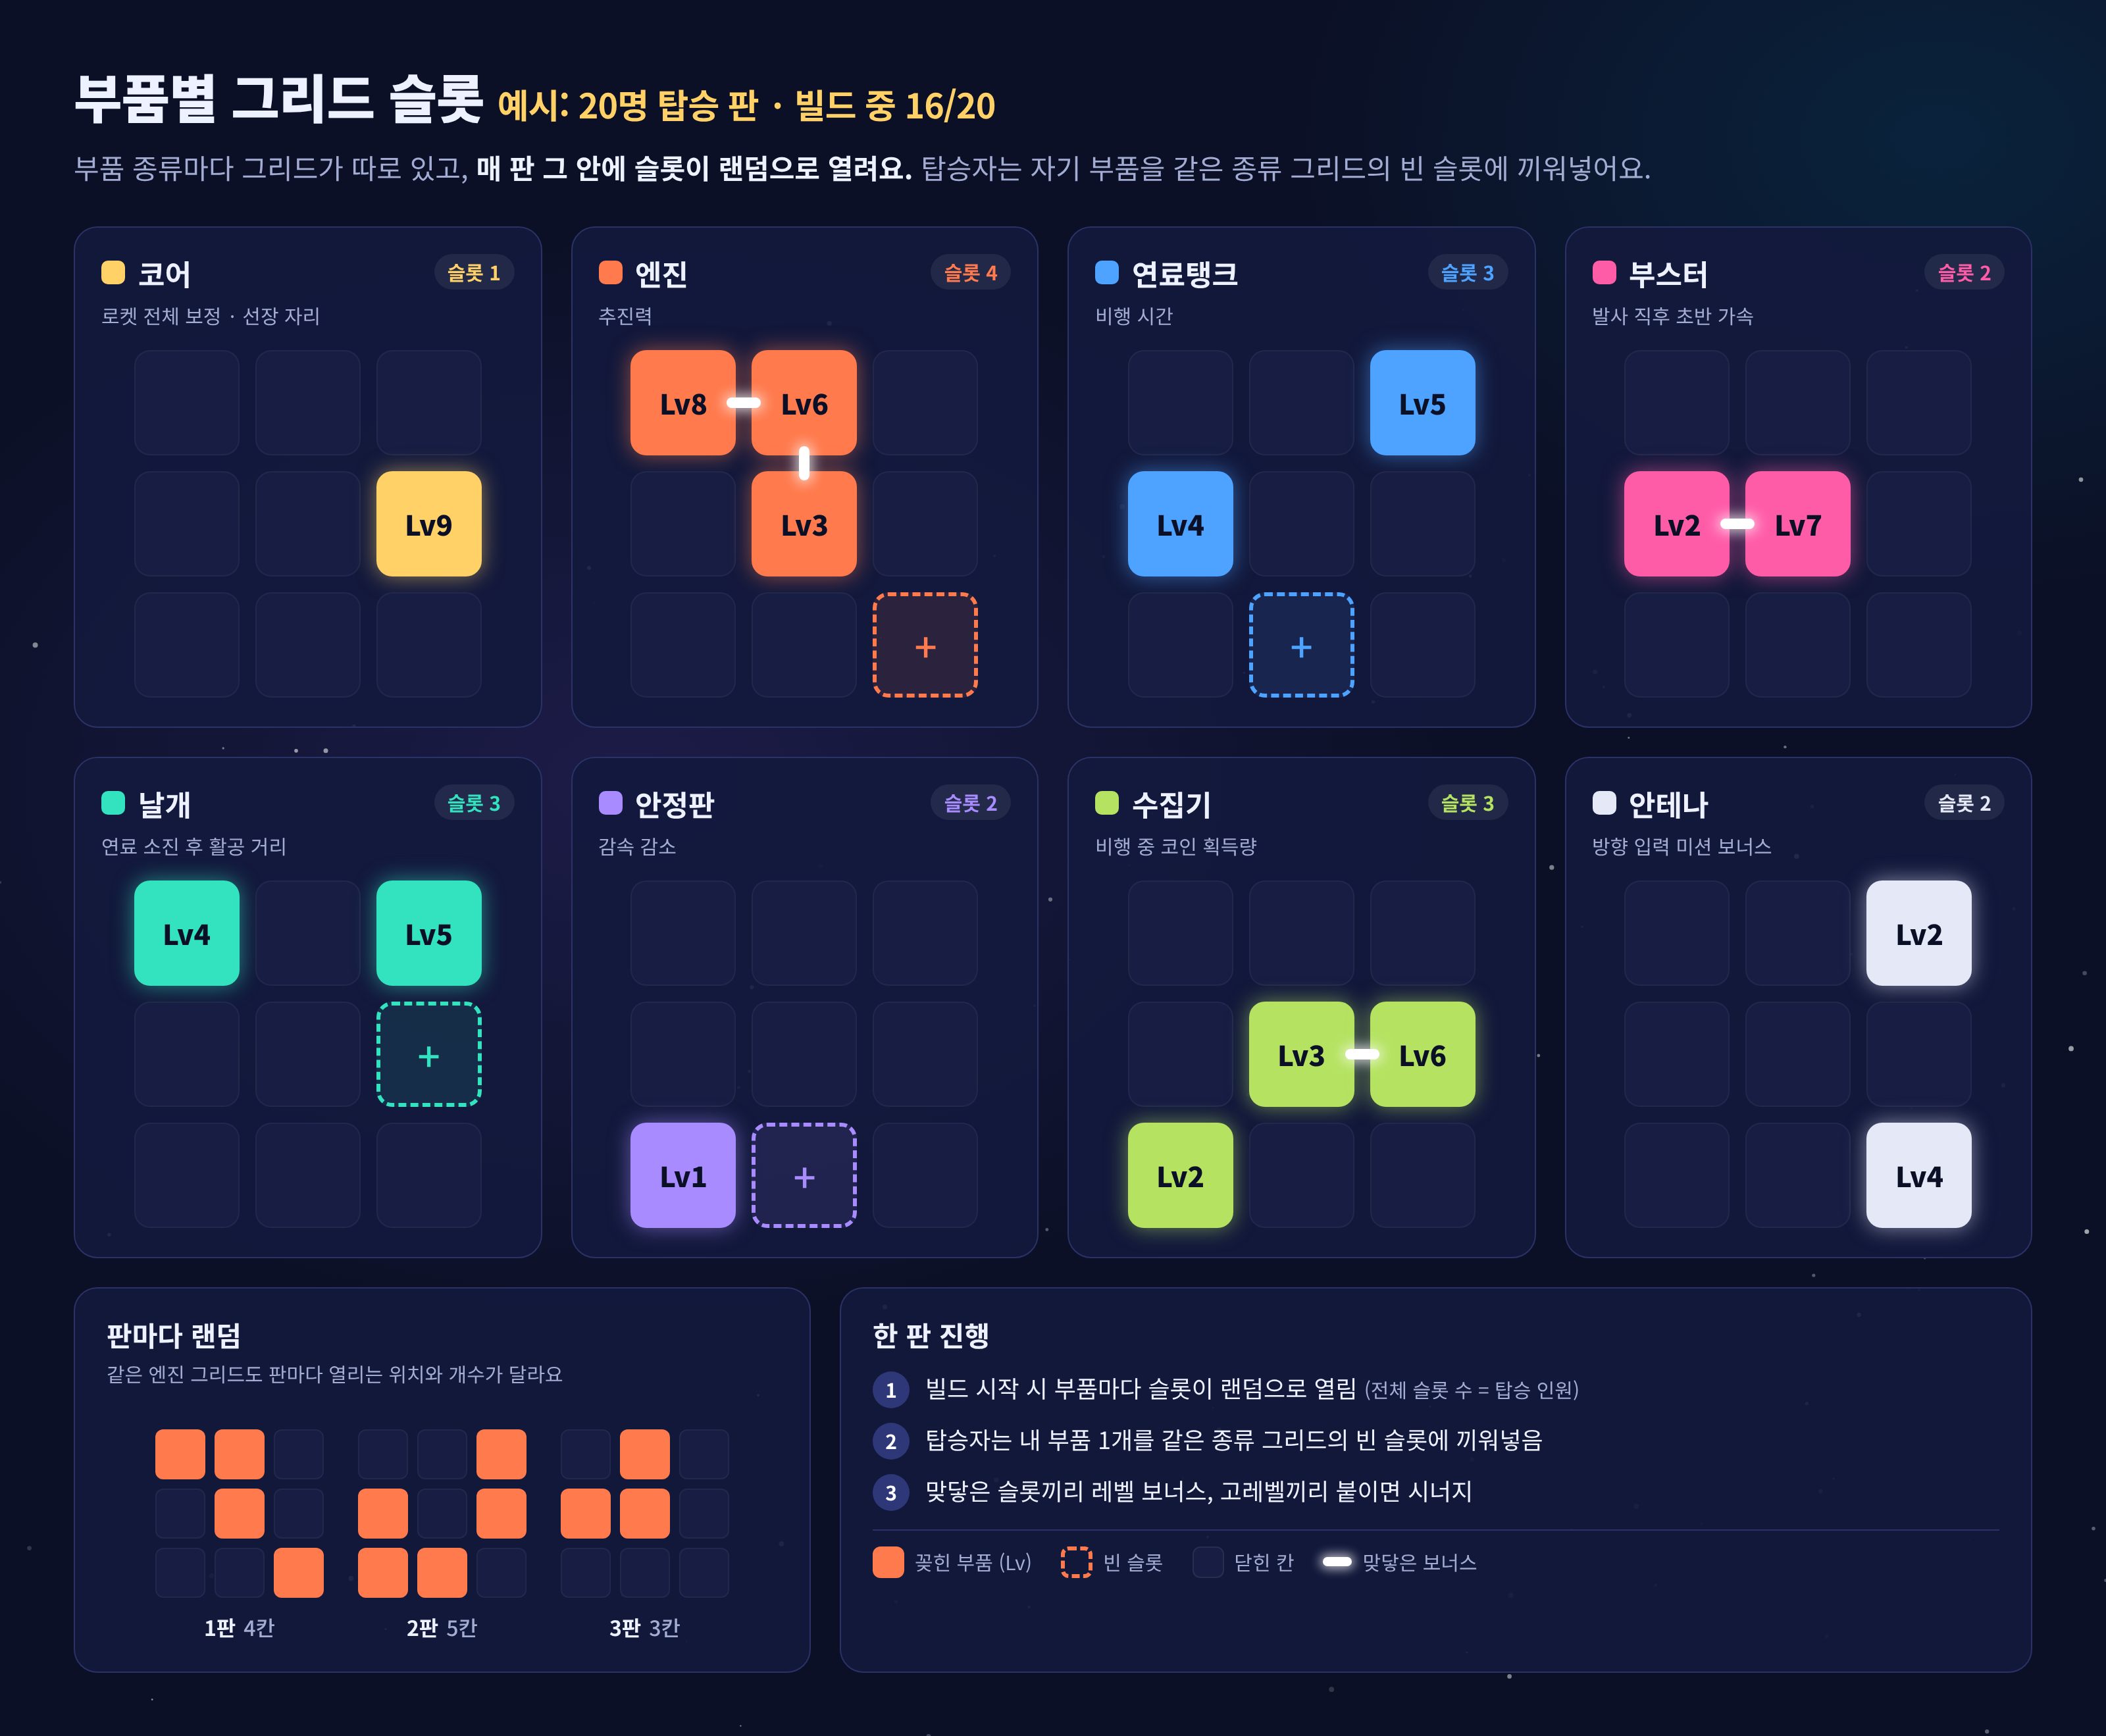 부품별 그리드 슬롯 예시: 20명 탑승 판 · 빌드 중 16/20
부품 종류마다 그리드가 따로 있고, 매 판 그 안에 슬롯이 랜덤으로 열려요. 탑승자는 자기 부품을 같은 종류 그리드의 빈 슬롯에 끼워넣어요.
코어 슬롯 1
로켓 전체 보정 · 선장 자리
Lv9
엔진 슬롯 4
추진력
Lv8 Lv6
Lv3
+
연료탱크 슬롯 3
비행 시간
Lv5
Lv4
+
부스터 슬롯 2
발사 직후 초반 가속
Lv2 Lv7
날개 슬롯 3
연료 소진 후 활공 거리
Lv4 Lv5
+
안정판 슬롯 2
감속 감소
Lv1 +
수집기 슬롯 3
비행 중 코인 획득량
Lv3 Lv6
Lv2
안테나 슬롯 2
방향 입력 미션 보너스
Lv2
Lv4
판마다 랜덤
같은 엔진 그리드도 판마다 열리는 위치와 개수가 달라요
1판 4칸 2판 5칸 3판 3칸
한 판 진행
1 빌드 시작 시 부품마다 슬롯이 랜덤으로 열림 (전체 슬롯 수 = 탑승 인원)
2 탑승자는 내 부품 1개를 같은 종류 그리드의 빈 슬롯에 끼워넣음
3 맞닿은 슬롯끼리 레벨 보너스, 고레벨끼리 붙이면 시너지
꽂힌 부품 (Lv) 빈 슬롯 닫힌 칸 맞닿은 보너스